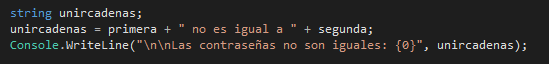 string unircadenas;
unircadenas = primera + " no es igual a " + segunda;
Console.WriteLine("\n\nLas contraseñas no son iguales: {0}", unircadenas);